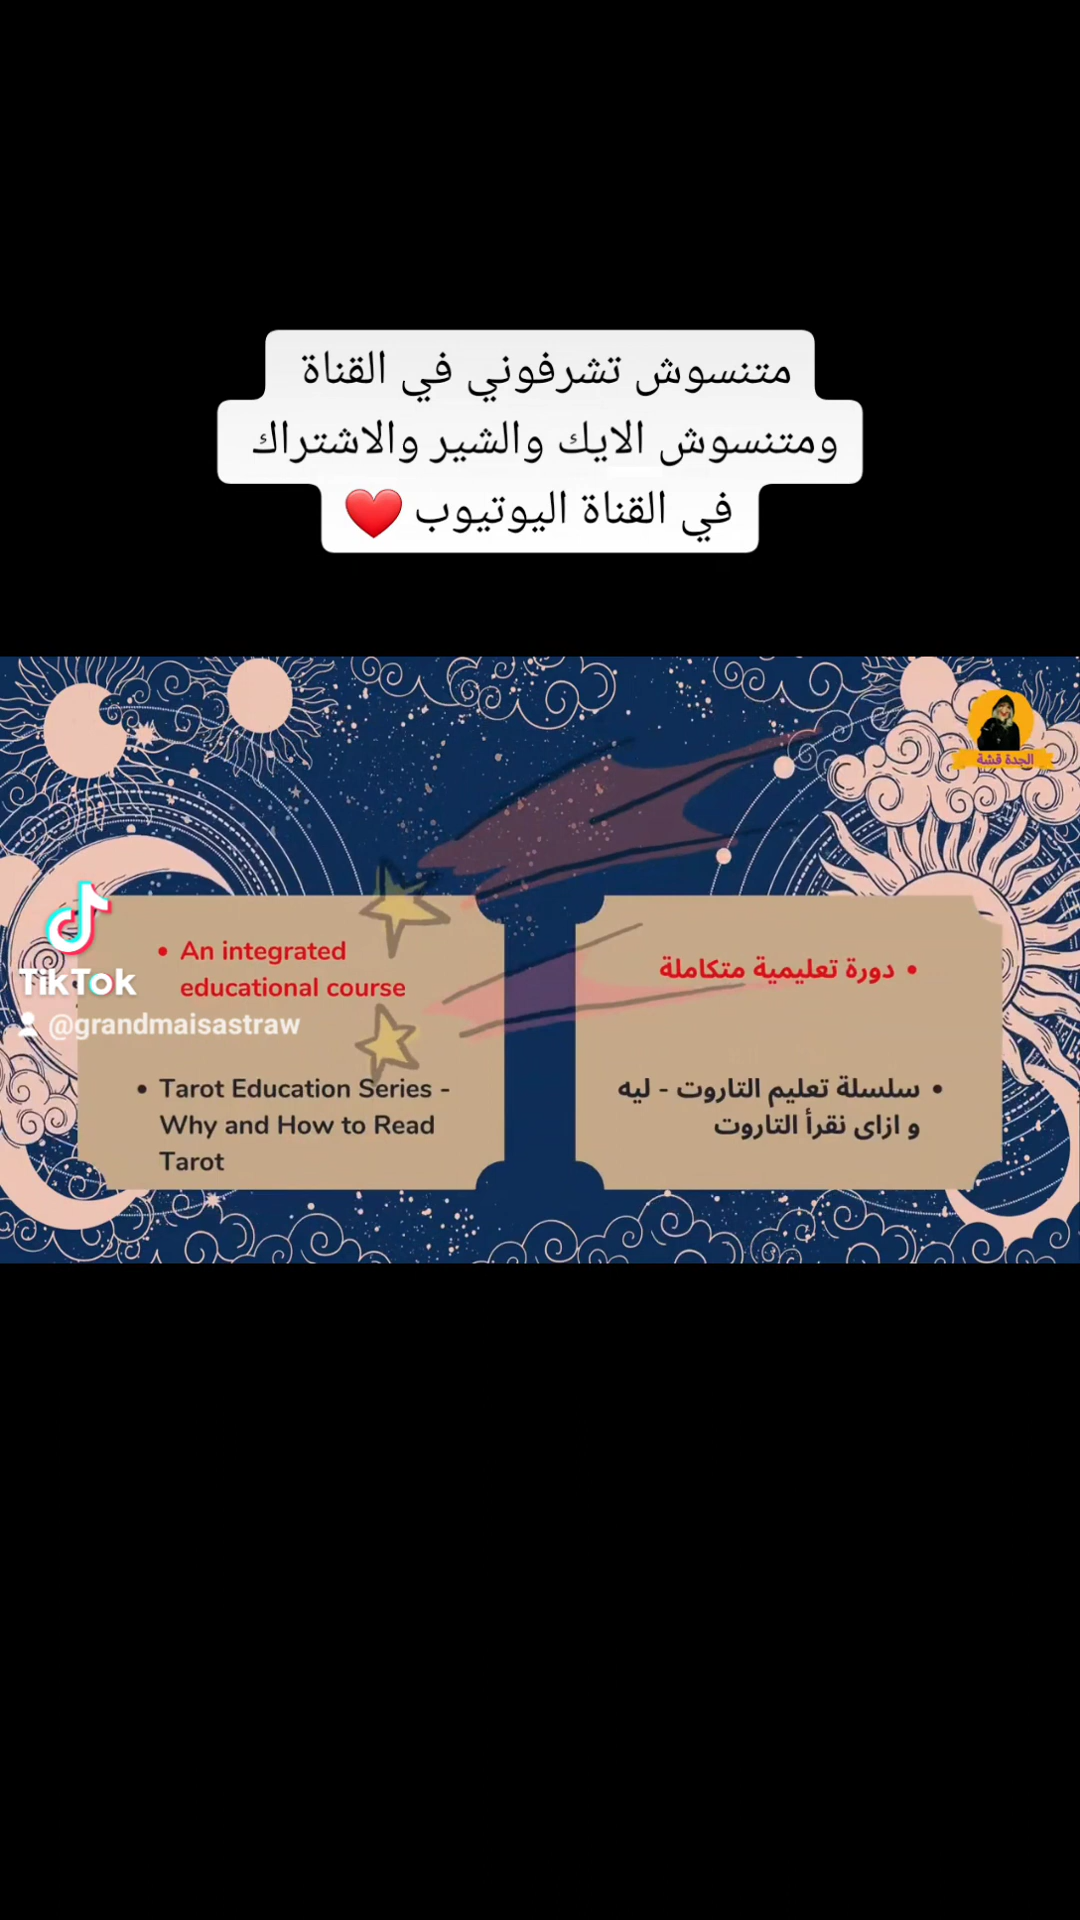 متنسوش تشرفوني في القناة
ومتنسوش الايك والشير والاشتراك
في القناة اليوتيوب ❤️
الجدة قشة
• An integrated
educational course
• دورة تعليمية متكاملة
TikTok
@grandmaisastraw
• Tarot Education Series -
Why and How to Read
Tarot
• سلسلة تعليم التاروت - ليه
و ازاى نقرأ التاروت